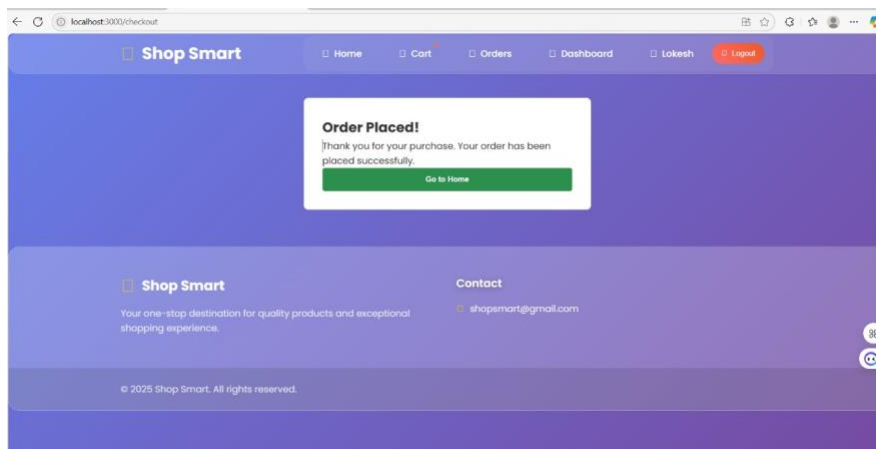 localhost:3000/checkout
Shop Smart
Home Cart Orders Dashboard Lokesh Logout
Order Placed!
Thank you for your purchase. Your order has been
placed successfully.
Go to Home
Shop Smart
Your one-stop destination for quality products and exceptional
shopping experience.
Contact
shopsmart@gmail.com
© 2025 Shop Smart. All rights reserved.